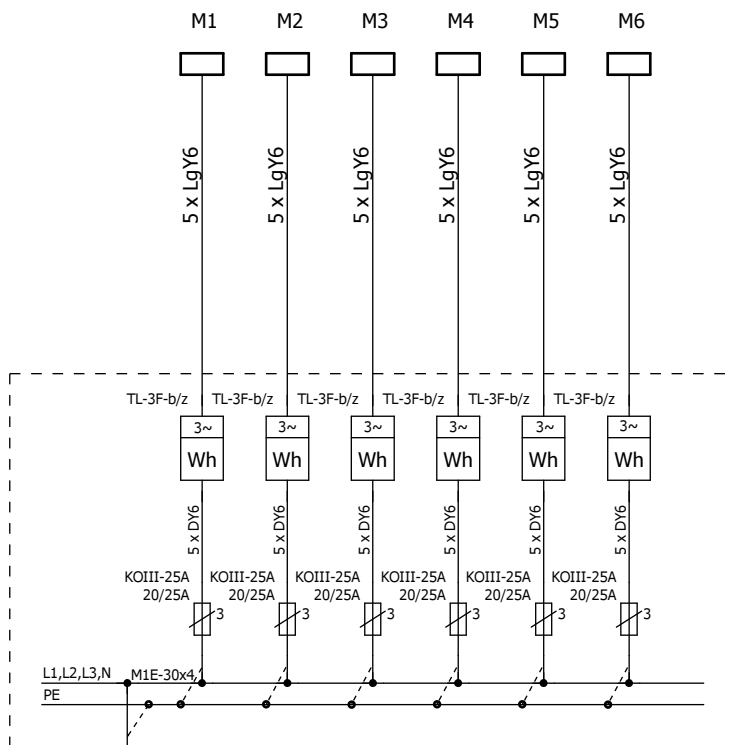 M1 M2 M3 M4 M5 M6
5 x LgY6 5 x LgY6 5 x LgY6 5 x LgY6 5 x LgY6 5 x LgY6
TL-3F-b/z TL-3F-b/z TL-3F-b/z TL-3F-b/z TL-3F-b/z TL-3F-b/z
3~ 3~ 3~ 3~ 3~ 3~
Wh Wh Wh Wh Wh Wh
5 x DY6 5 x DY6 5 x DY6 5 x DY6 5 x DY6 5 x DY6
KOIII-25A KOIII-25A KOIII-25A KOIII-25A KOIII-25A KOIII-25A
20/25A 20/25A 20/25A 20/25A 20/25A 20/25A
3 3 3 3 3 3
L1,L2,L3,N M1E-30x4
PE